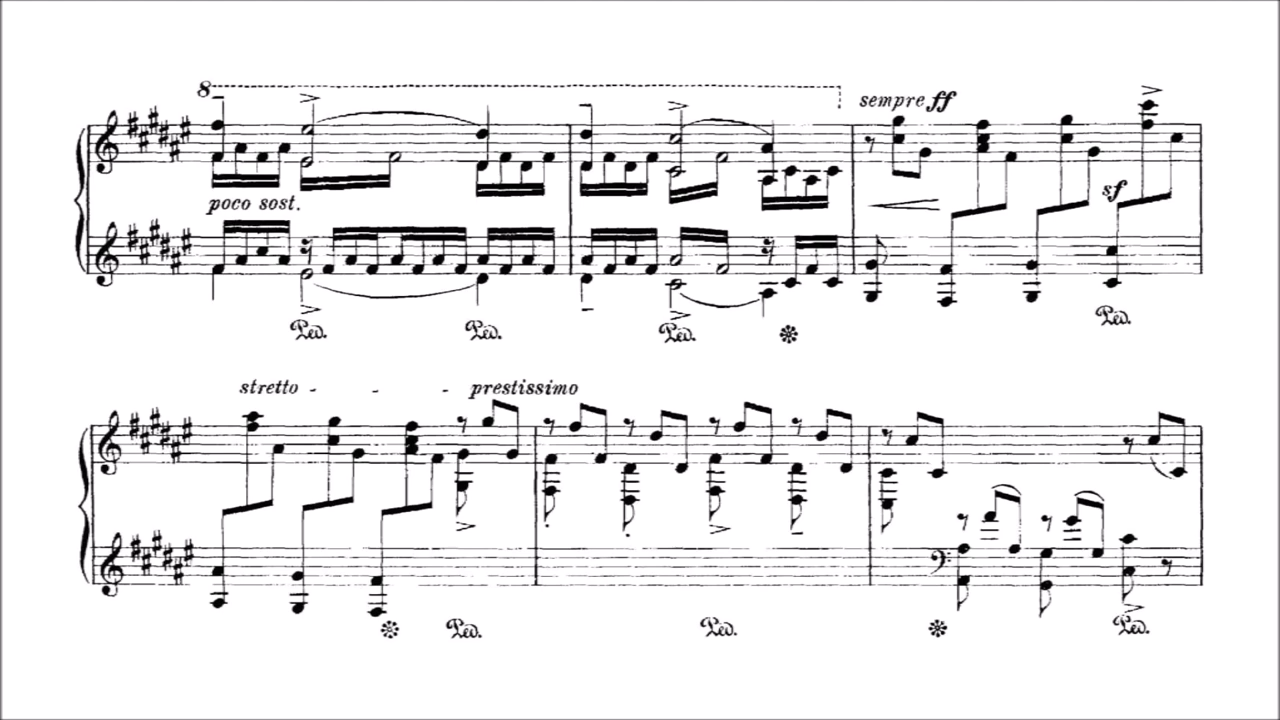 8
poco sost.
sempre ff
sf
Ped. Ped. Ped. Ped.
stretto - - - prestissimo
Ped. Ped. Ped.